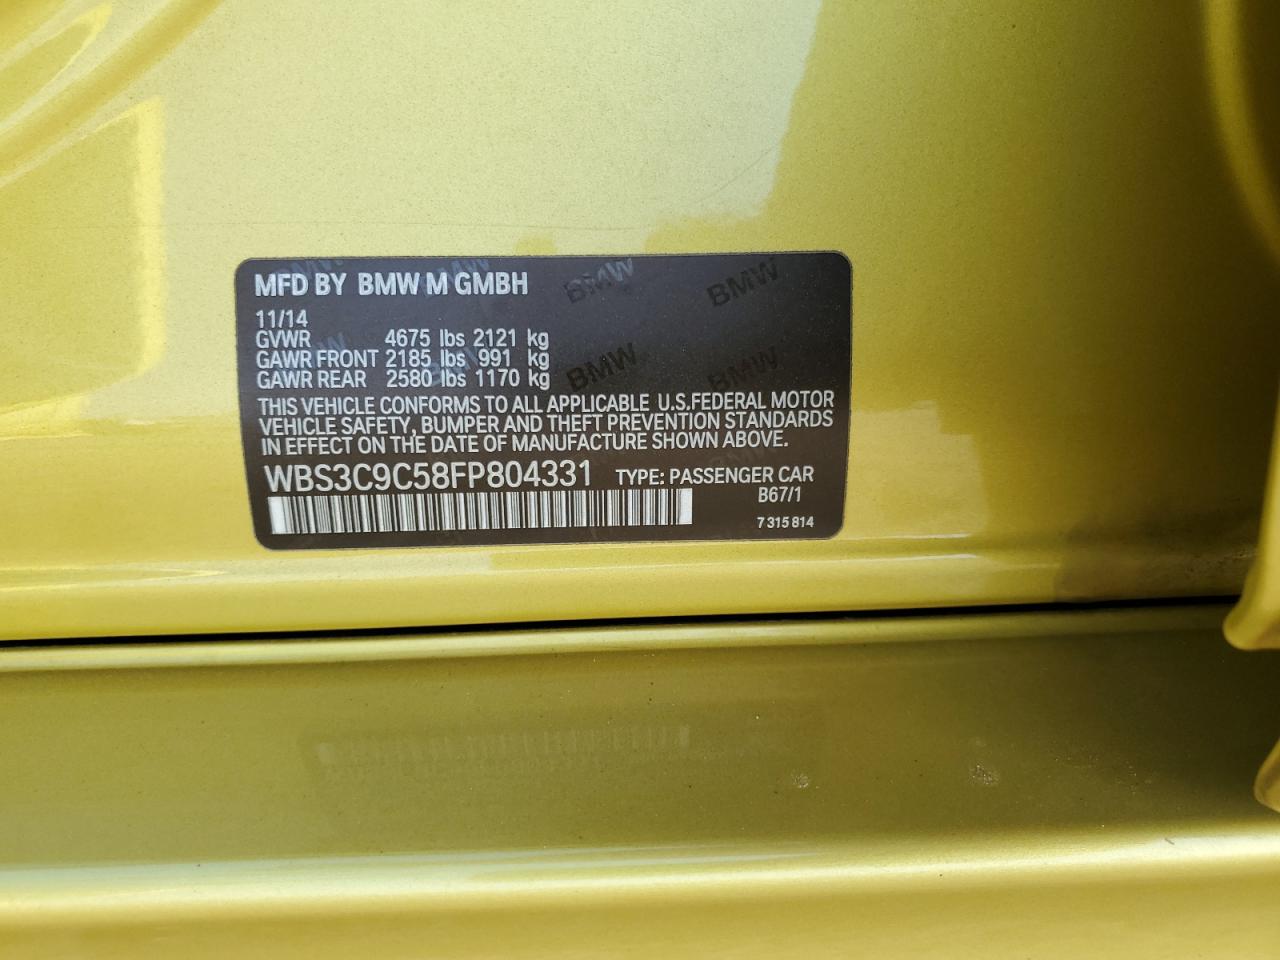 MFD BY BMW M GMBH
11/14
GVWR 4675 lbs 2121 kg
GAWR FRONT 2185 lbs 991 kg
GAWR REAR 2580 lbs 1170 kg
THIS VEHICLE CONFORMS TO ALL APPLICABLE U.S.FEDERAL MOTOR
VEHICLE SAFETY, BUMPER AND THEFT PREVENTION STANDARDS
IN EFFECT ON THE DATE OF MANUFACTURE SHOWN ABOVE.
WBS3C9C58FP804331 TYPE: PASSENGER CAR
B67/1
7 315 814